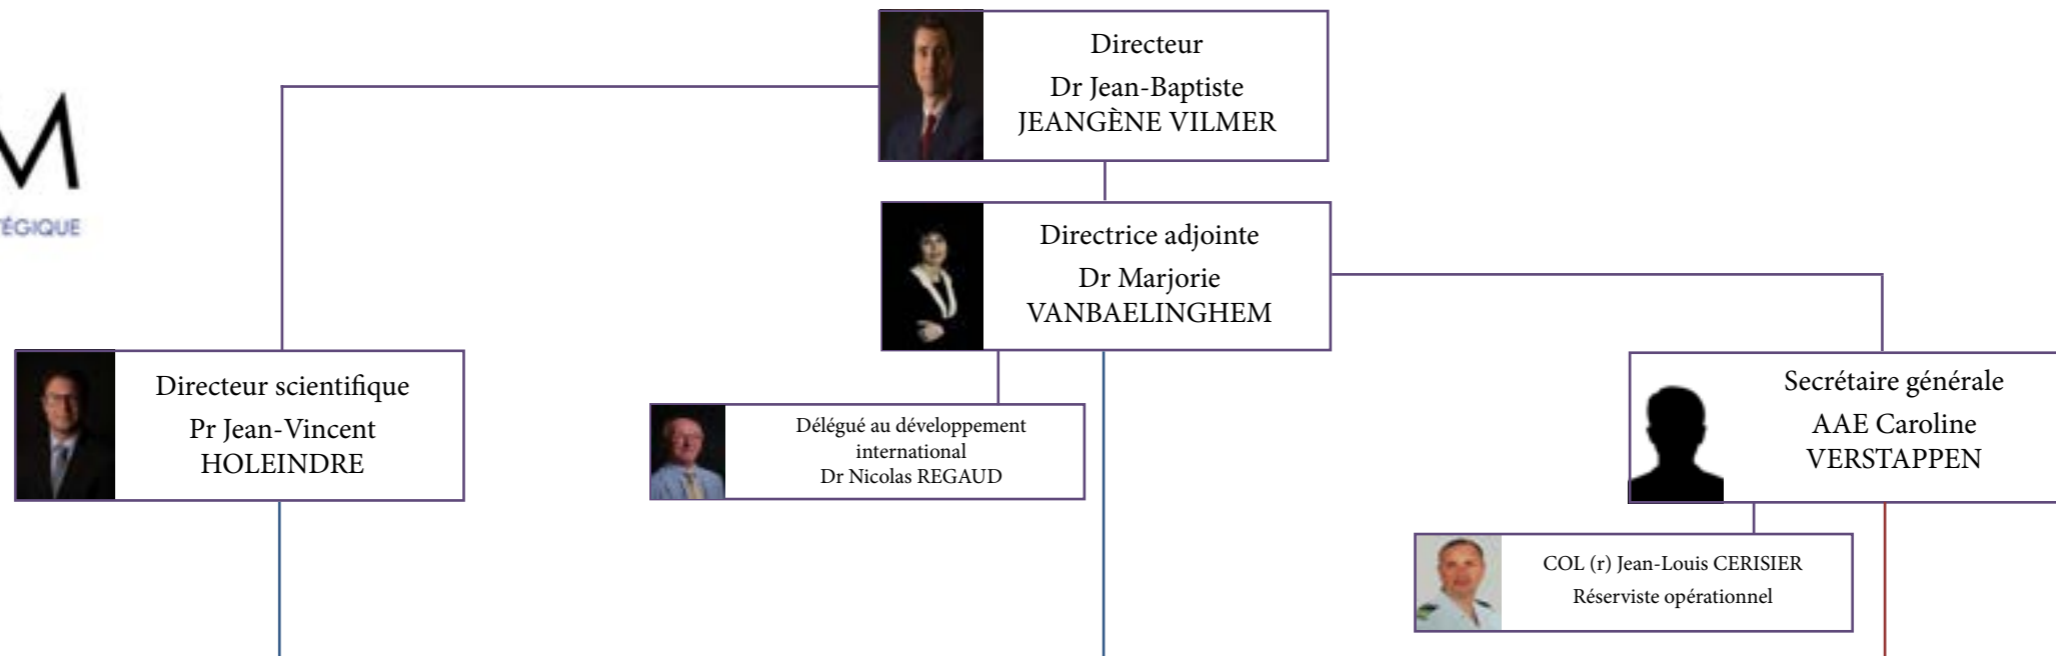 Directeur
Dr Jean-Baptiste
JEANGÈNE VILMER
M
TÉGIQUE
Directrice adjointe
Dr Marjorie
VANBAELINGHEM
Directeur scientifique
Pr Jean-Vincent
HOLEINDRE
Délégué au développement
international
Dr Nicolas REGAUD
Secrétaire générale
AAE Caroline
VERSTAPPEN
COL (r) Jean-Louis CERISIER
Réserviste opérationnel